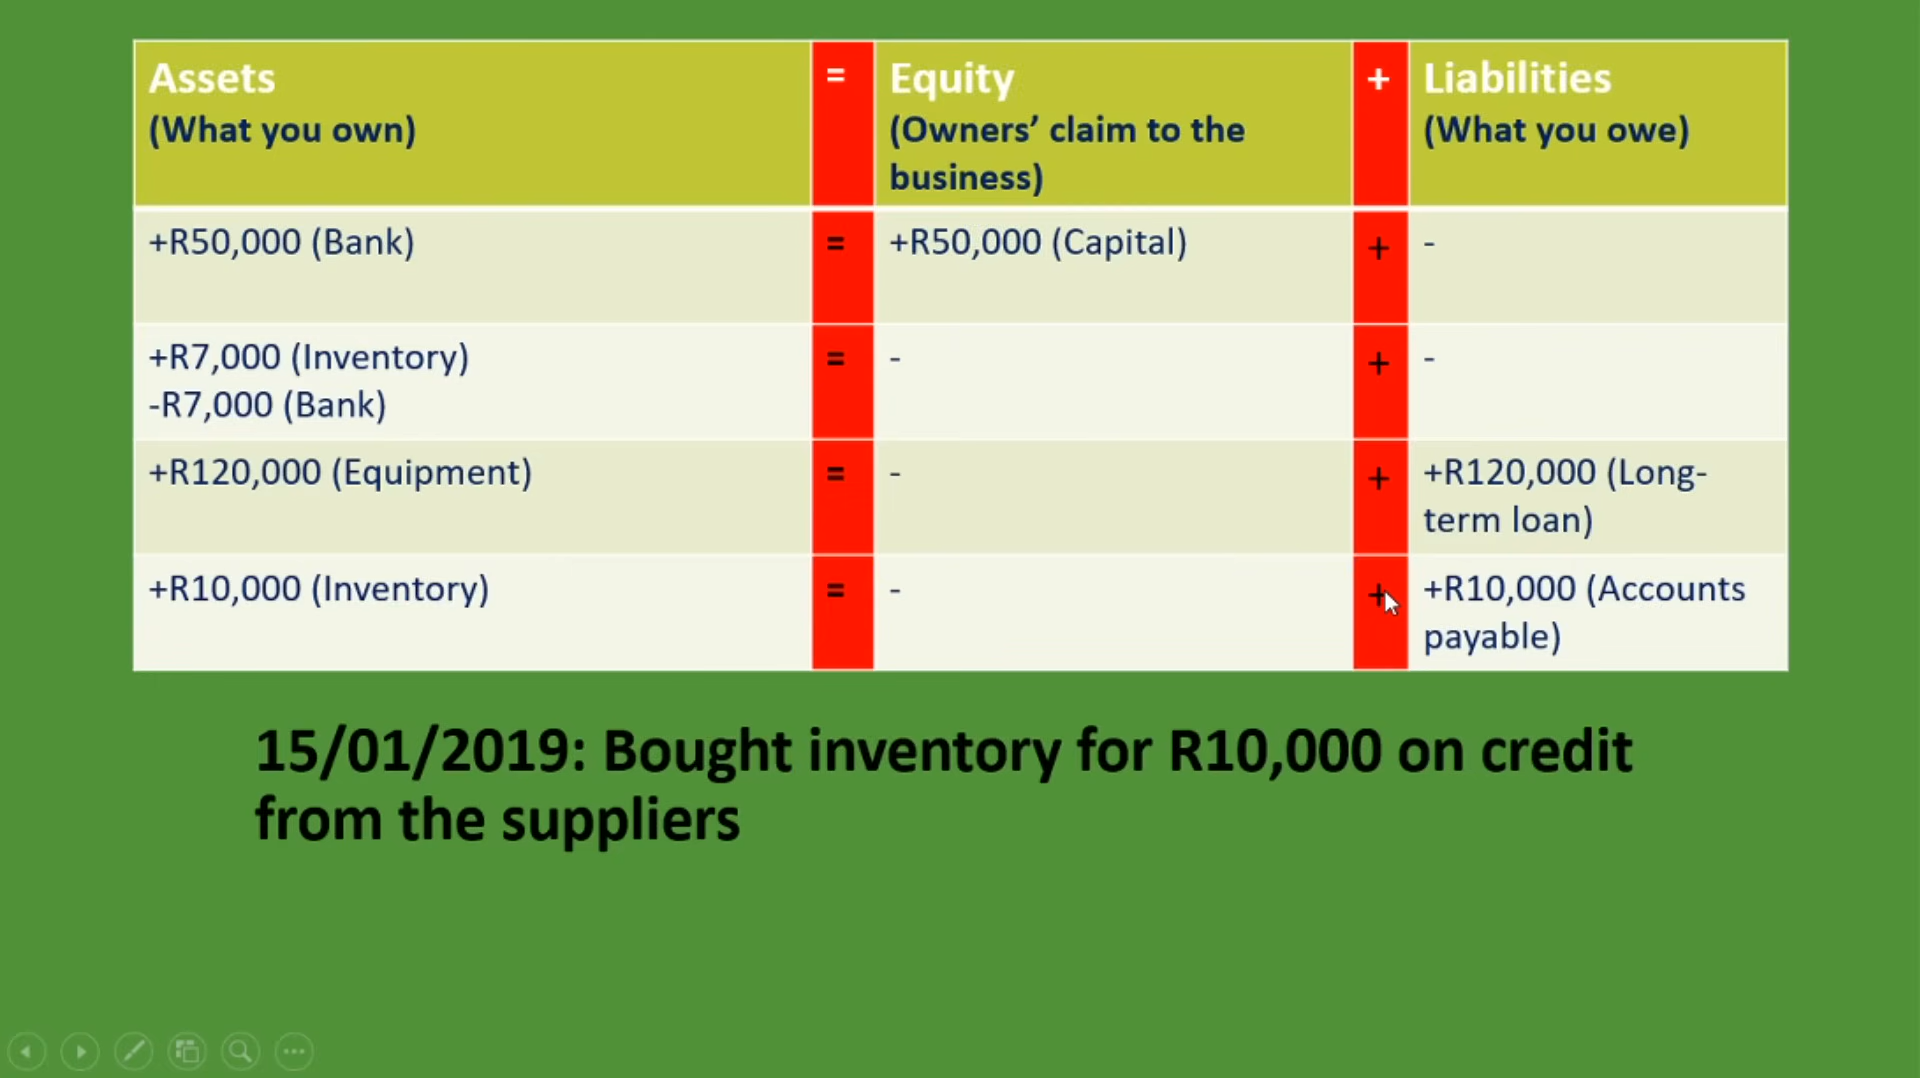 Assets = Equity + Liabilities
(What you own) (Owners’ claim to the business) (What you owe)
+R50,000 (Bank) = +R50,000 (Capital) + -
+R7,000 (Inventory) = - + -
-R7,000 (Bank)
+R120,000 (Equipment) = - + +R120,000 (Long-
term loan)
+R10,000 (Inventory) = - + +R10,000 (Accounts
payable)
15/01/2019: Bought inventory for R10,000 on credit
from the suppliers